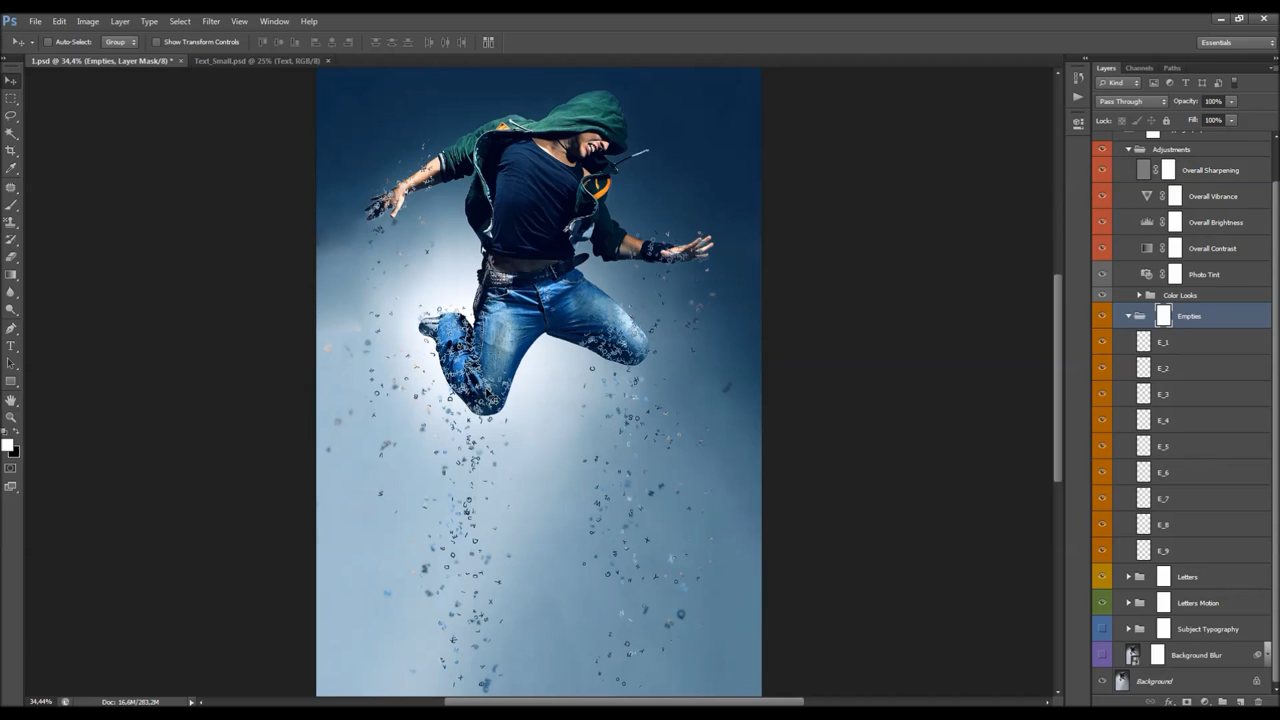 Ps File Edit Image Layer Type Select Filter View Window Help
Auto-Select: Group Show Transform Controls Essentials
1.psd @ 34,4% (Empties, Layer Mask/8) * × Text_Small.psd @ 25% (Text, RGB/8) ×
Layers Channels Paths
Kind
Pass Through Opacity: 100%
Lock: Fill: 100%
Adjustments
Overall Sharpening
Overall Vibrance
Overall Brightness
Overall Contrast
Photo Tint
Color Looks
Empties
E_1
E_2
E_3
E_4
E_5
E_6
E_7
E_8
E_9
Letters
Letters Motion
Subject Typography
Background Blur
Background
34,44% Doc: 16,6M/283,2M